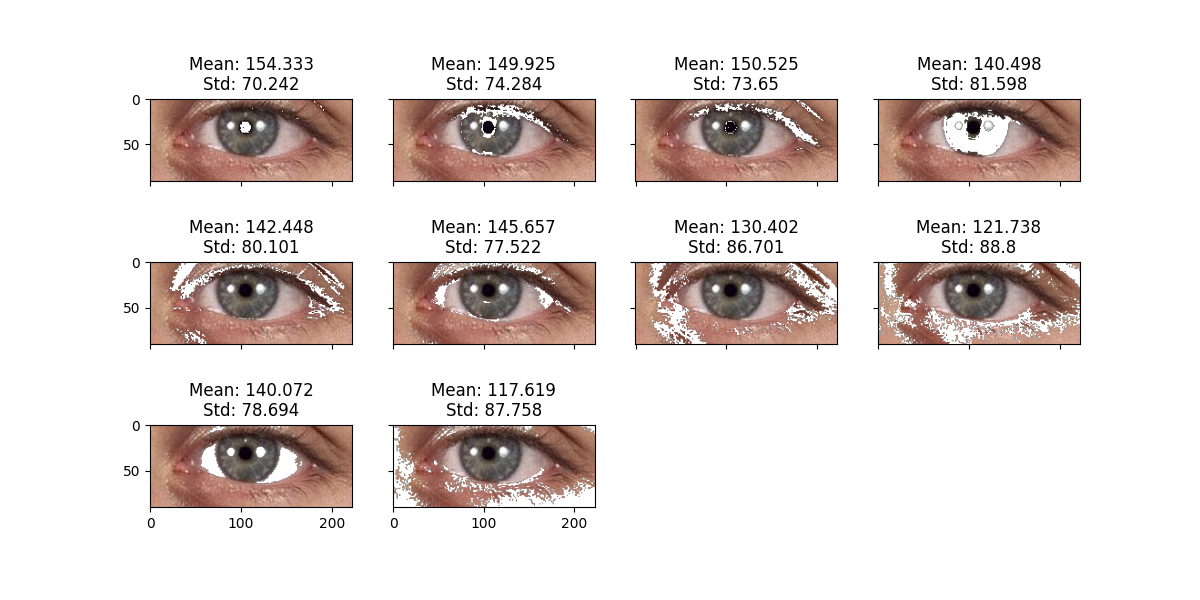 Mean: 154.333
Std: 70.242
Mean: 149.925
Std: 74.284
Mean: 150.525
Std: 73.65
Mean: 140.498
Std: 81.598
0
50
Mean: 142.448
Std: 80.101
Mean: 145.657
Std: 77.522
Mean: 130.402
Std: 86.701
Mean: 121.738
Std: 88.8
0
50
Mean: 140.072
Std: 78.694
Mean: 117.619
Std: 87.758
0
50
0 100 200
0 100 200